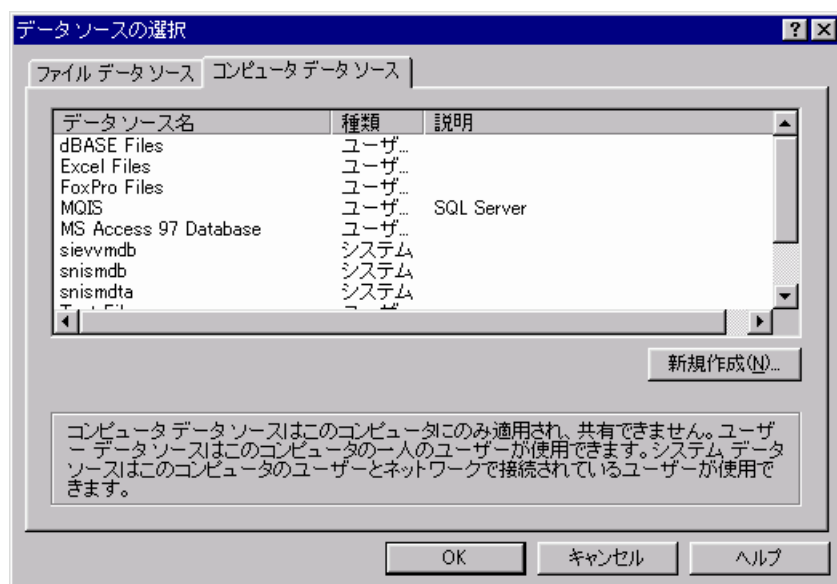 データ ソースの選択
ファイル データ ソース コンピュータ データ ソース
データ ソース名 種類 説明
dBASE Files ユーザ...
Excel Files ユーザ...
FoxPro Files ユーザ...
MQIS ユーザ... SQL Server
MS Access 97 Database ユーザ...
sievvmdb システム
snismdb システム
snismdta システム
新規作成(N)...
コンピュータ データ ソースはこのコンピュータにのみ適用され、共有できません。ユーザ
ー データ ソースはこのコンピュータの一人のユーザーが使用できます。システム データ
ソースはこのコンピュータのユーザーとネットワークで接続されているユーザーが使用で
きます。
OK キャンセル ヘルプ